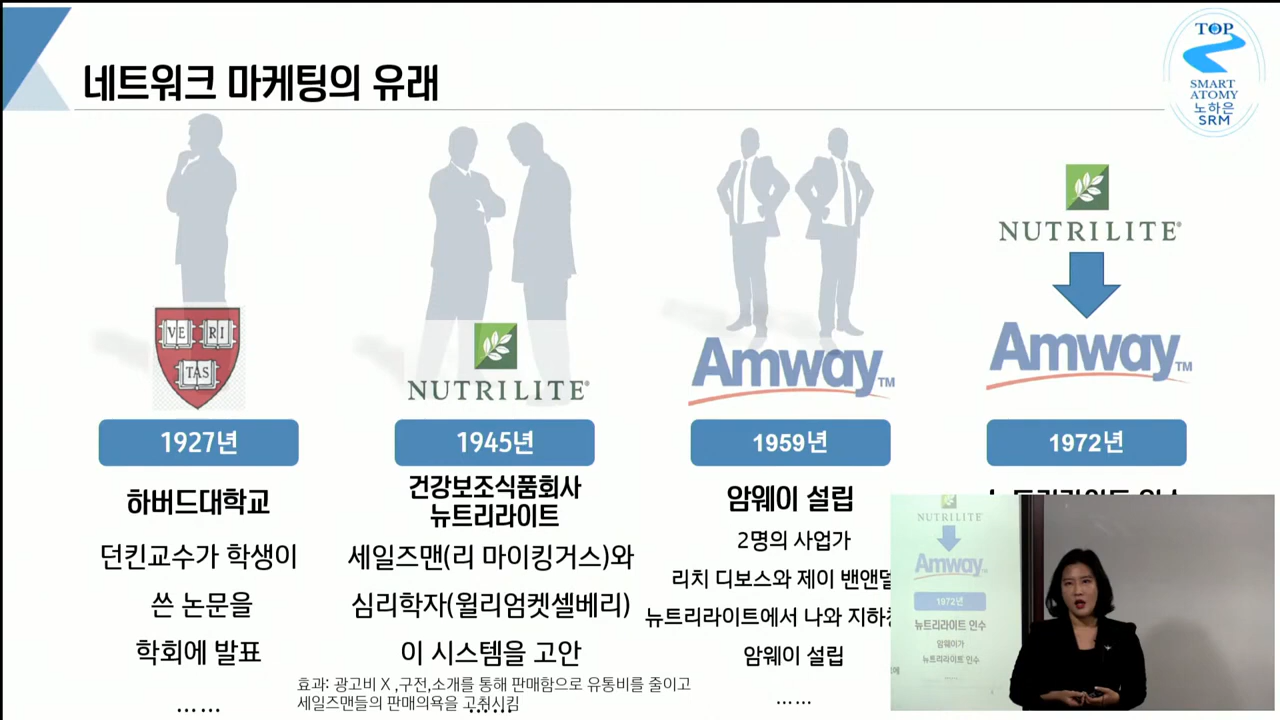 네트워크 마케팅의 유래
TOP
SMART
ATOMY
노하은
SRM
VE RI
TAS
NUTRILITE®
Amway™
NUTRILITE®
Amway™
1927년
1945년
1959년
1972년
하버드대학교
던킨교수가 학생이
쓴 논문을
학회에 발표
……
건강보조식품회사
뉴트리라이트
세일즈맨(리 마이킹거스)와
심리학자(윌리엄켓셀베리)
이 시스템을 고안
효과: 광고비 X ,구전,소개를 통해 판매함으로 유통비를 줄이고
세일즈맨들의 판매의욕을 고취시킴
……
암웨이 설립
2명의 사업가
리치 디보스와 제이 밴앤델
뉴트리라이트에서 나와 지하
암웨이 설립
……
뉴트리라이트 인수
NUTRILITE
Amway™
1972년
뉴트리라이트 인수
암웨이가
뉴트리라이트 인수